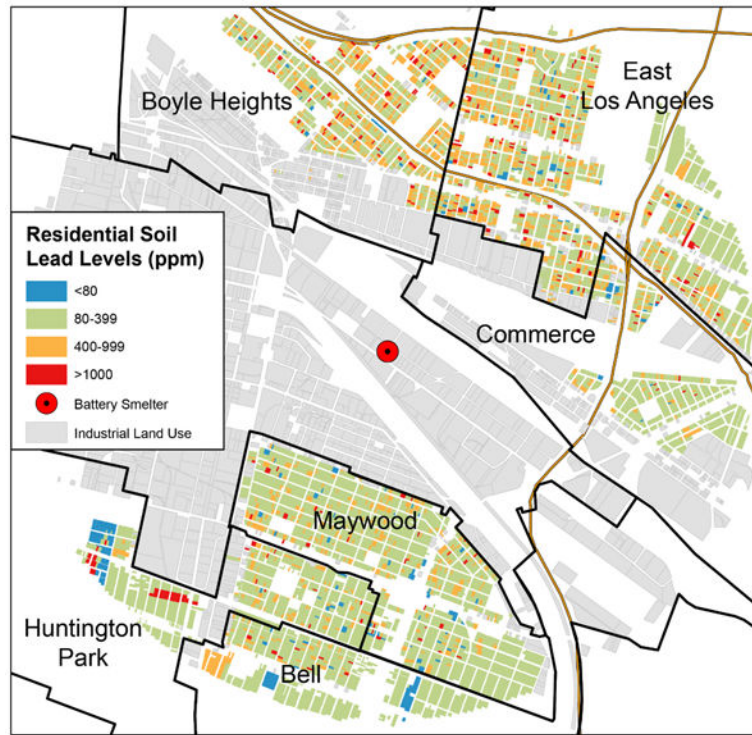 East
Los Angeles
Boyle Heights
Residential Soil
Lead Levels (ppm)
<80
80-399
400-999
>1000
Battery Smelter
Industrial Land Use
Commerce
Maywood
Huntington
Park
Bell